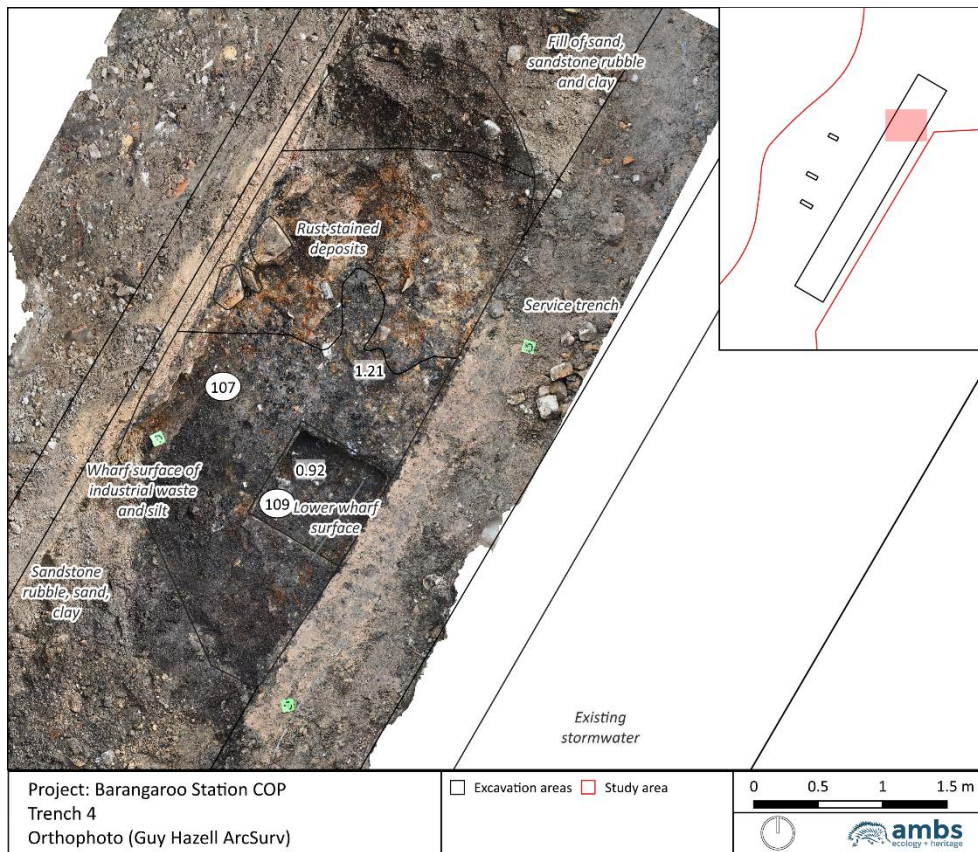 Fill of sand,
sandstone rubble
and clay
Rust-stained
deposits
Service trench
1.21
107
0.92
Wharf surface of
industrial waste
and silt
109
Lower wharf
surface
Sandstone
rubble, sand,
clay
Existing
stormwater
Project: Barangaroo Station COP
Trench 4
Orthophoto (Guy Hazell ArcSurv)
Excavation areas
Study area
0 0.5 1 1.5 m
ambs
ecology + heritage